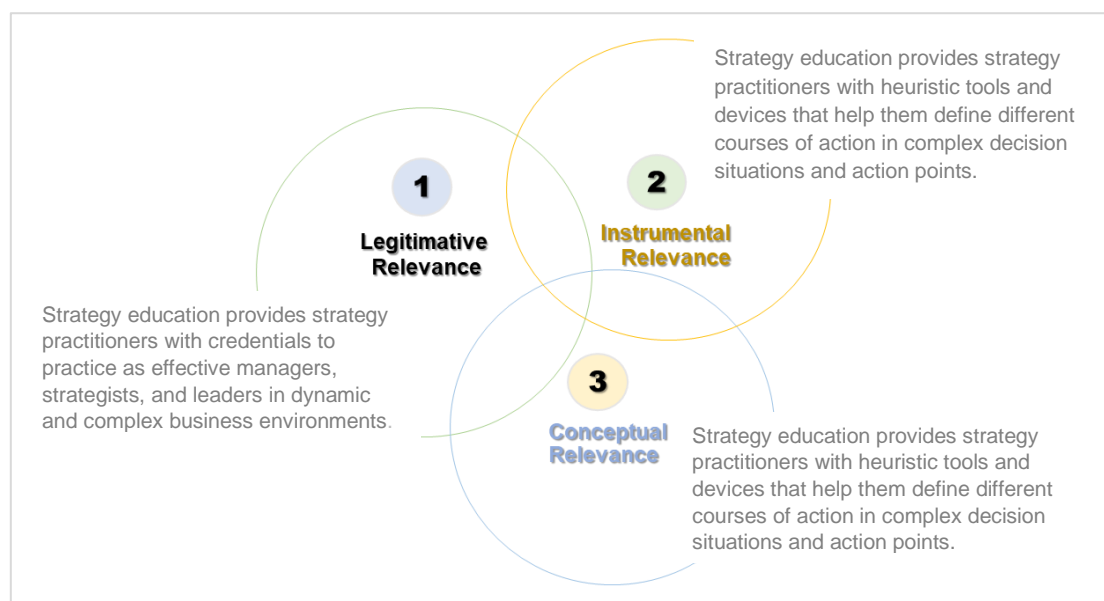 1
Legitimative
Relevance
Strategy education provides strategy
practitioners with credentials to
practice as effective managers,
strategists, and leaders in dynamic
and complex business environments.
2
Instrumental
Relevance
Strategy education provides strategy
practitioners with heuristic tools and
devices that help them define different
courses of action in complex decision
situations and action points.
3
Conceptual
Relevance
Strategy education provides strategy
practitioners with heuristic tools and
devices that help them define different
courses of action in complex decision
situations and action points.